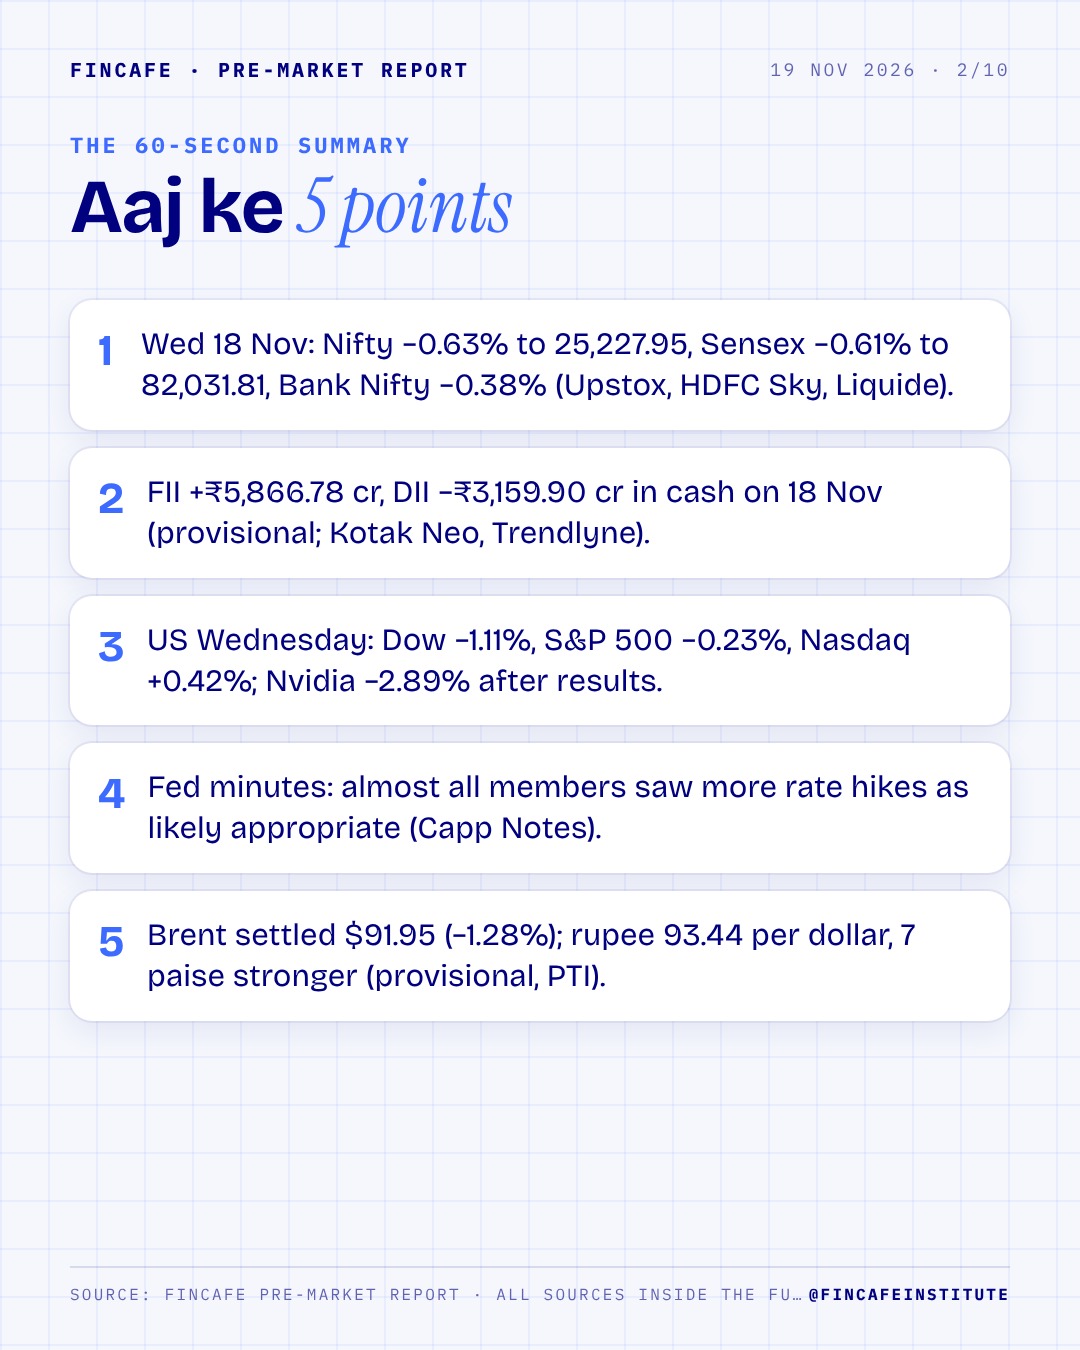 FINCAFE · PRE-MARKET REPORT
19 NOV 2026 · 2/10
THE 60-SECOND SUMMARY
Aaj ke 5 points
1
Wed 18 Nov: Nifty −0.63% to 25,227.95, Sensex −0.61% to
82,031.81, Bank Nifty −0.38% (Upstox, HDFC Sky, Liquide).
2
FII +₹5,866.78 cr, DII −₹3,159.90 cr in cash on 18 Nov
(provisional; Kotak Neo, Trendlyne).
3
US Wednesday: Dow −1.11%, S&P 500 −0.23%, Nasdaq
+0.42%; Nvidia −2.89% after results.
4
Fed minutes: almost all members saw more rate hikes as
likely appropriate (Capp Notes).
5
Brent settled $91.95 (−1.28%); rupee 93.44 per dollar, 7
paise stronger (provisional, PTI).
SOURCE: FINCAFE PRE-MARKET REPORT · ALL SOURCES INSIDE THE FU…
@FINCAFEINSTITUTE